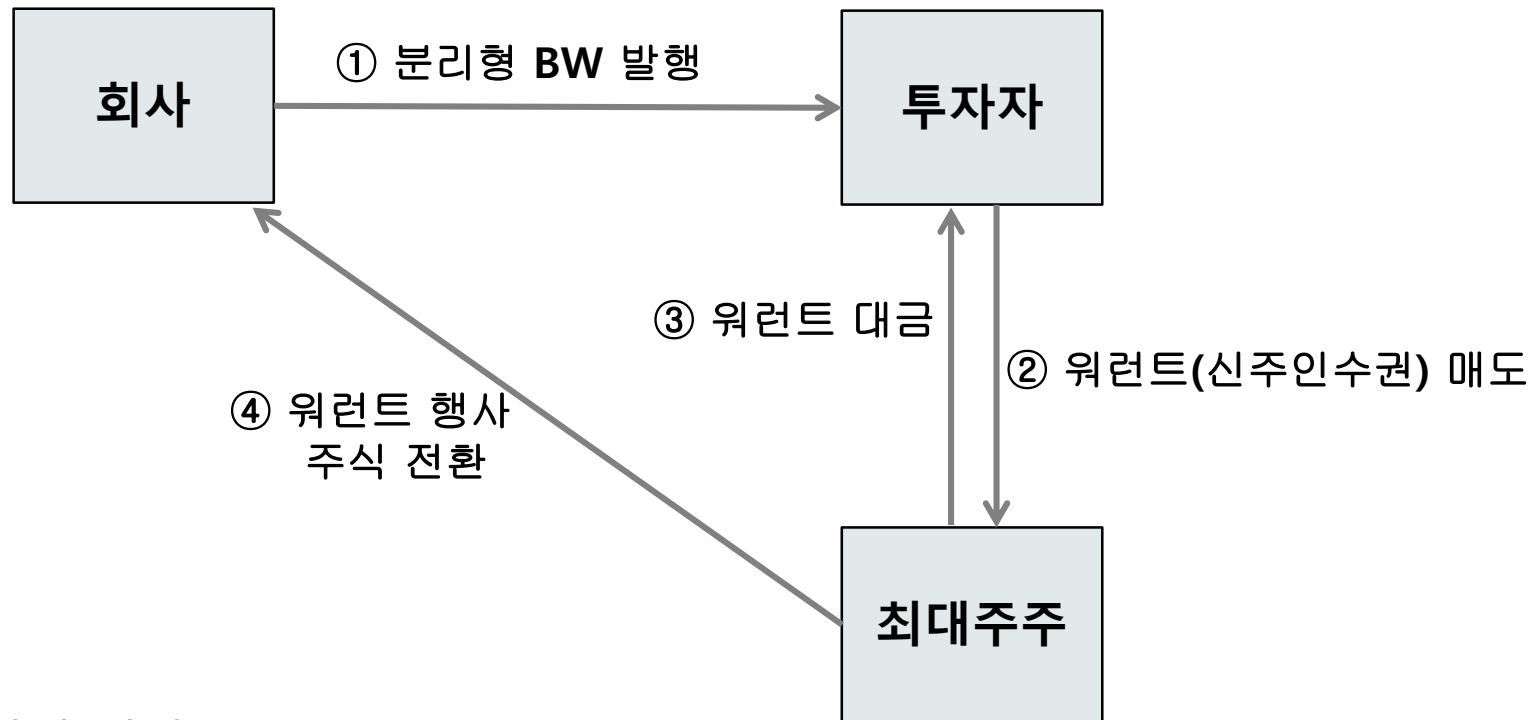 회사
① 분리형 BW 발행
투자자
③ 워런트 대금
② 워런트(신주인수권) 매도
④ 워런트 행사
주식 전환
최대주주